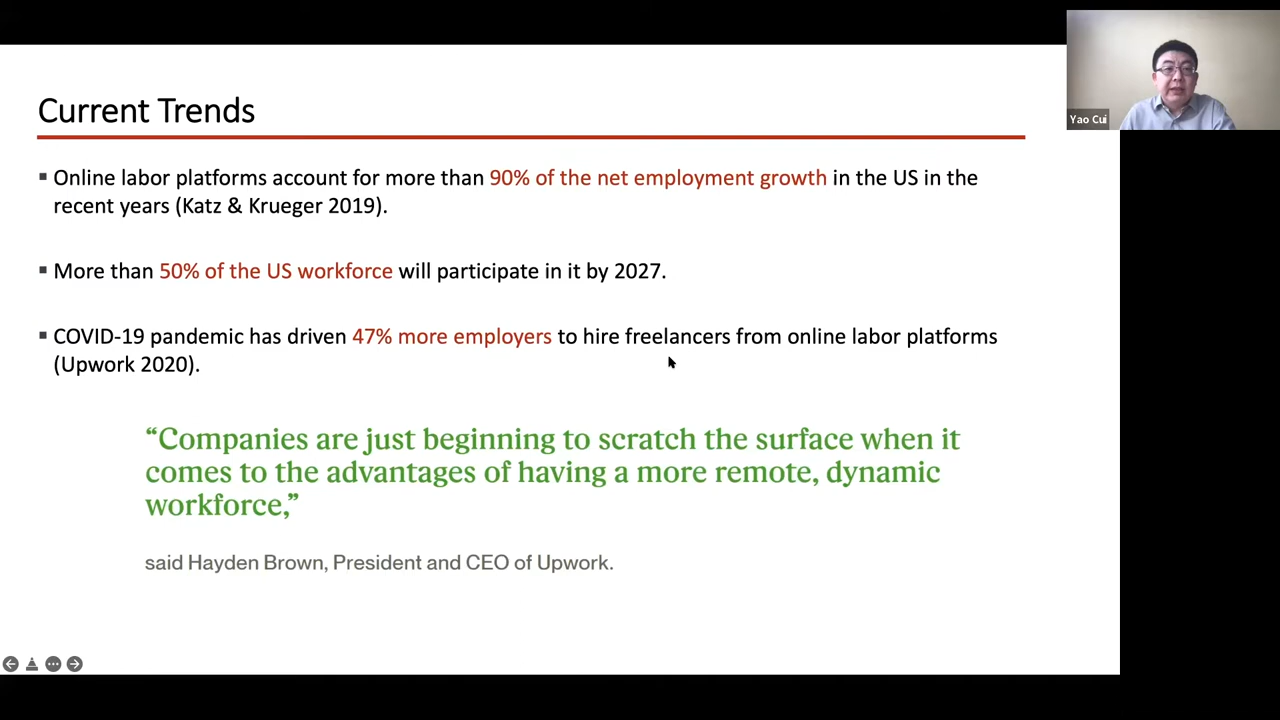 Current Trends
Yao Cui
▪ Online labor platforms account for more than 90% of the net employment growth in the US in the
recent years (Katz & Krueger 2019).
▪ More than 50% of the US workforce will participate in it by 2027.
▪ COVID-19 pandemic has driven 47% more employers to hire freelancers from online labor platforms
(Upwork 2020).
“Companies are just beginning to scratch the surface when it
comes to the advantages of having a more remote, dynamic
workforce,”
said Hayden Brown, President and CEO of Upwork.